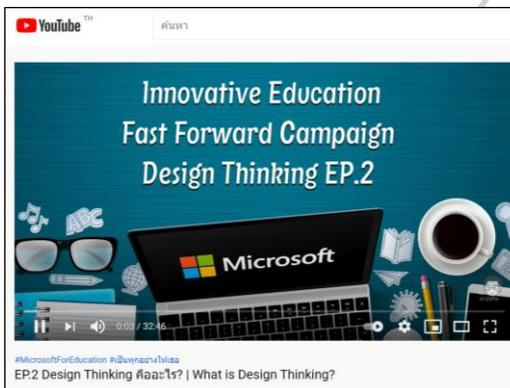 YouTube TH
ค้นหา
Innovative Education
Fast Forward Campaign
Design Thinking EP.2
ABC
Microsoft
0:03 / 32:46
#MicrosoftForEducation #เป็นทุกอย่างให้เธอ
EP.2 Design Thinking คืออะไร? | What is Design Thinking?